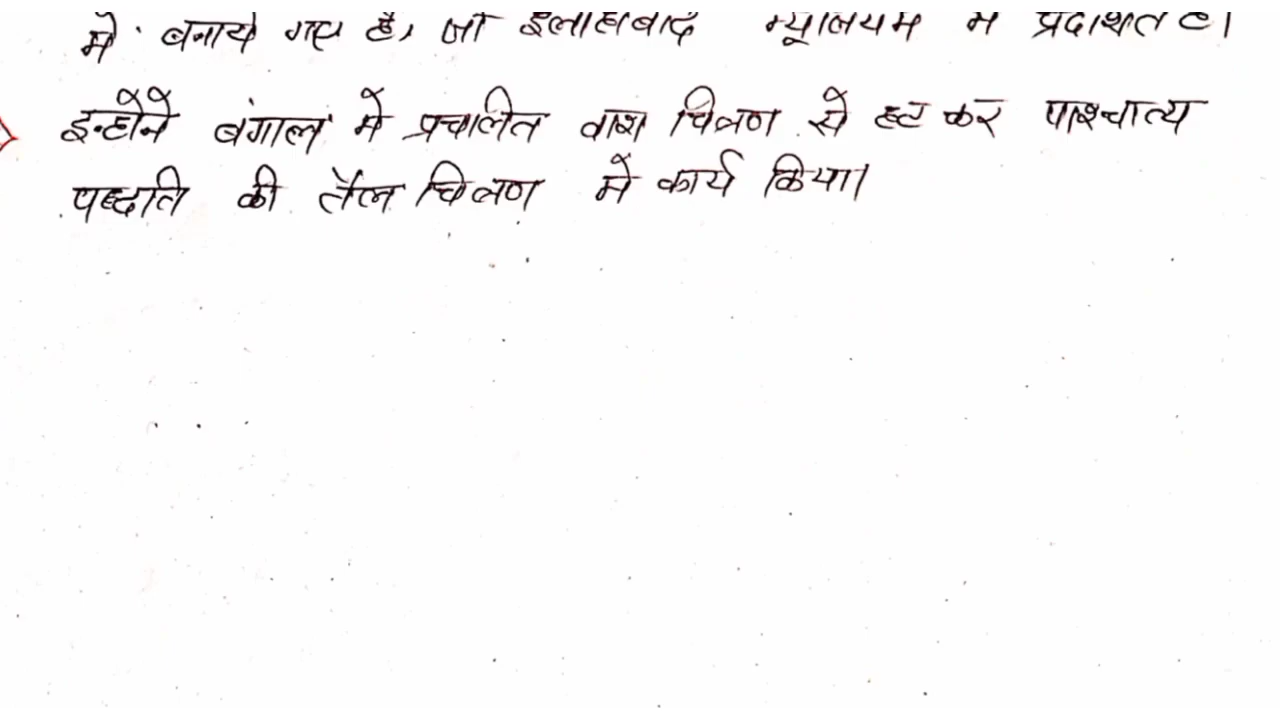 में बनाये गए है, जो इलाहाबाद म्यूजियम में प्रदर्शित है।
इन्होंने बंगाल में प्रचलित वाश चित्रण से हट कर पाश्चात्य
पद्धति की तैल चित्रण में कार्य किया।